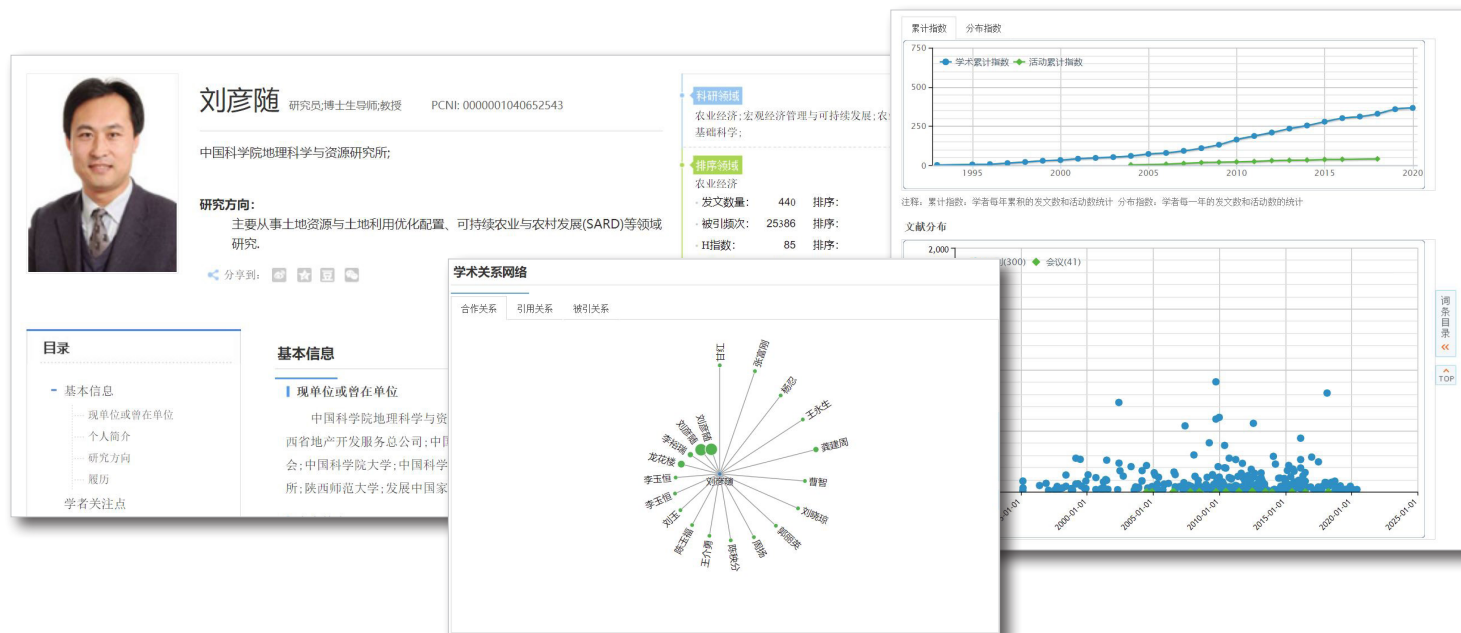 刘彦随 研究员;博士生导师;教授 PCNI: 0000001040652543
中国科学院地理科学与资源研究所;
研究方向:
主要从事土地资源与土地利用优化配置、可持续农业与农村发展(SARD)等领域
研究.
分享到:
科研领域
农业经济;宏观经济管理与可持续发展;农
基础科学;
排序领域
农业经济
· 发文数量: 440 排序:
· 被引频次: 25386 排序:
· H指数: 85 排序:
目录
- 基本信息
现单位或曾在单位
个人简介
研究方向
履历
学者关注点
基本信息
现单位或曾在单位
中国科学院地理科学与资
西省地产开发服务总公司;中国
会;中国科学院大学;中国科学
所;陕西师范大学;发展中国家
学术关系网络
合作关系 引用关系 被引关系
张富刚
杨忍
王永生
龚建周
曹智
刘晓琼
郭丽英
周扬
陈秧分
王介勇
陈玉福
刘玉
李玉恒
李玉恒
龙花楼
李裕瑞
刘彦随
刘彦随
刘彦随
累计指数 分布指数
学术累计指数 活动累计指数
750
500
250
0
1995 2000 2005 2010 2015 2020
注释: 累计指数: 学者每年累积的发文数和活动数统计 分布指数: 学者每一年的发文数和活动数的统计
文献分布
2,000
(300) 会议(41)
5-01-01 2000-01-01 2005-01-01 2010-01-01 2015-01-01 2020-01-01 2025-01-01
词条目录
«
TOP